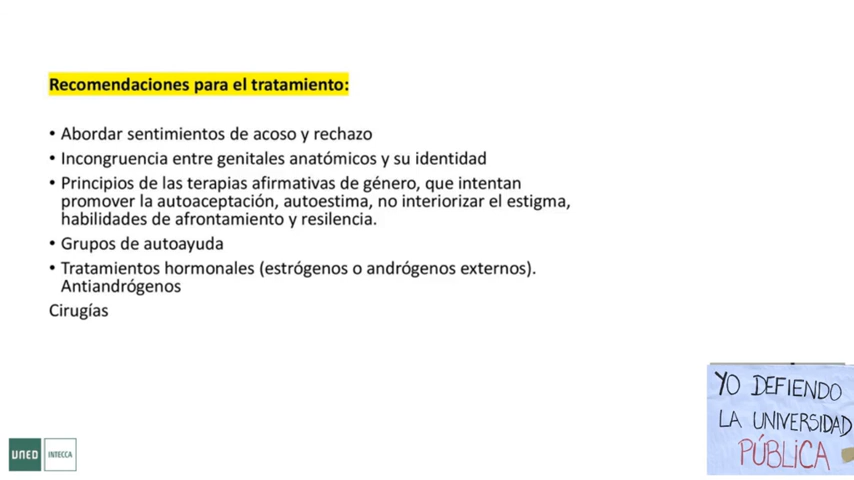 Recomendaciones para el tratamiento:
• Abordar sentimientos de acoso y rechazo
• Incongruencia entre genitales anatómicos y su identidad
• Principios de las terapias afirmativas de género, que intentan
promover la autoaceptación, autoestima, no interiorizar el estigma,
habilidades de afrontamiento y resilencia.
• Grupos de autoayuda
• Tratamientos hormonales (estrógenos o andrógenos externos).
Antiandrógenos
Cirugías
YO DEFIENDO
LA UNIVERSIDAD
PÚBLICA
UNED INTECCA